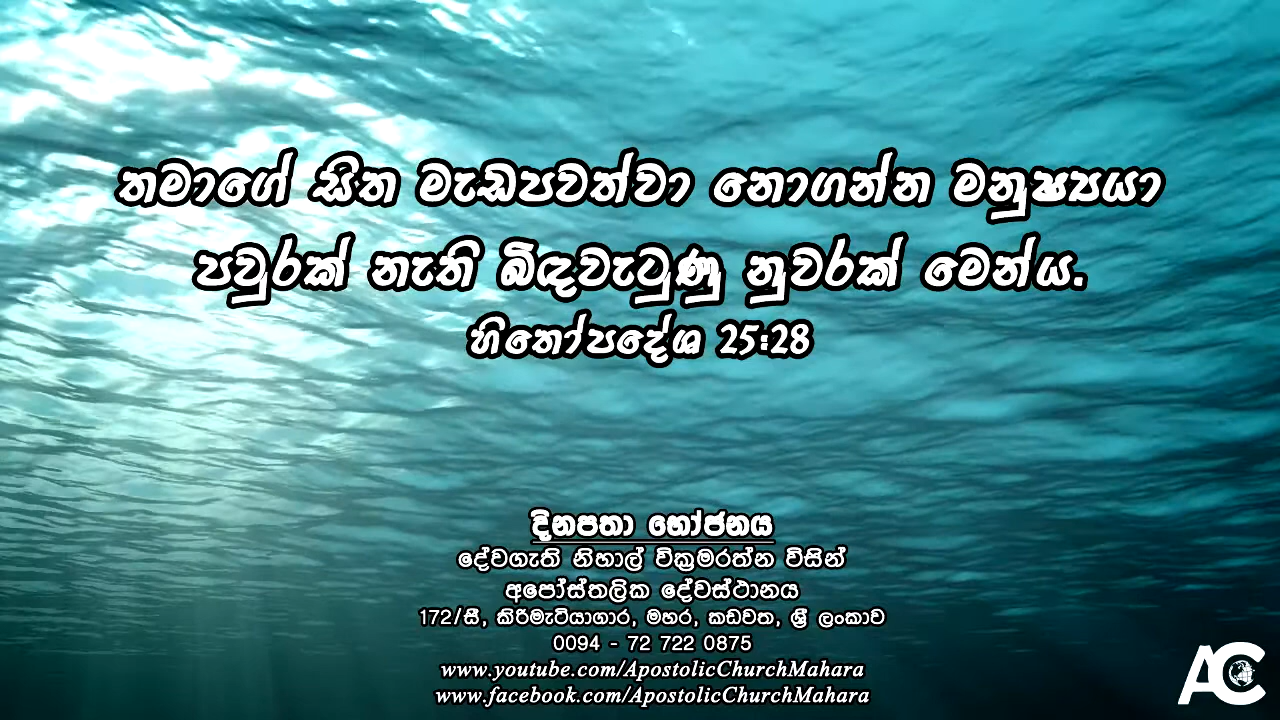 තමාගේ සිත මැඩපවත්වා නොගන්න මනුෂ්‍යයා
පවුරක් නැති බිඳවැටුණු නුවරක් මෙන්ය.
හිතෝපදේශ 25:28
දිනපතා භෝජනය
දේවගැති නිහාල් වික්‍රමරත්න විසින්
අපෝස්තලික දේවස්ථානය
172/සී, කිරිමැටියාගාර, මහර, කඩවත, ශ්‍රී ලංකාව
0094 - 72 722 0875
www.youtube.com/ApostolicChurchMahara
www.facebook.com/ApostolicChurchMahara
AC